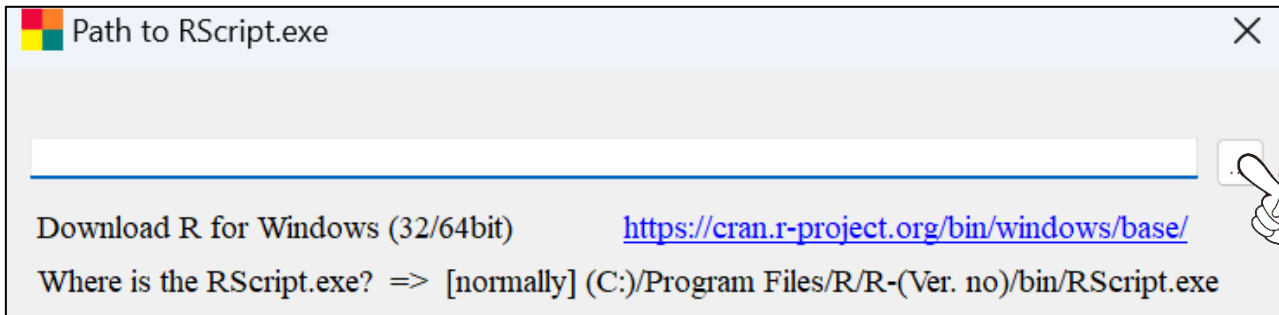 Path to RScript.exe
Download R for Windows (32/64bit) https://cran.r-project.org/bin/windows/base/
Where is the RScript.exe? => [normally] (C:)/Program Files/R/R-(Ver. no)/bin/RScript.exe